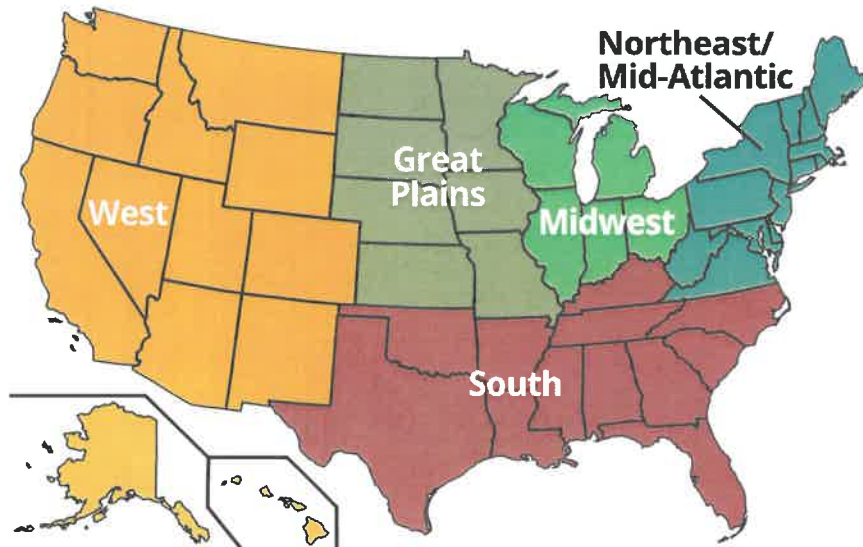 Northeast/
Mid-Atlantic
Great
Plains
West
Midwest
South